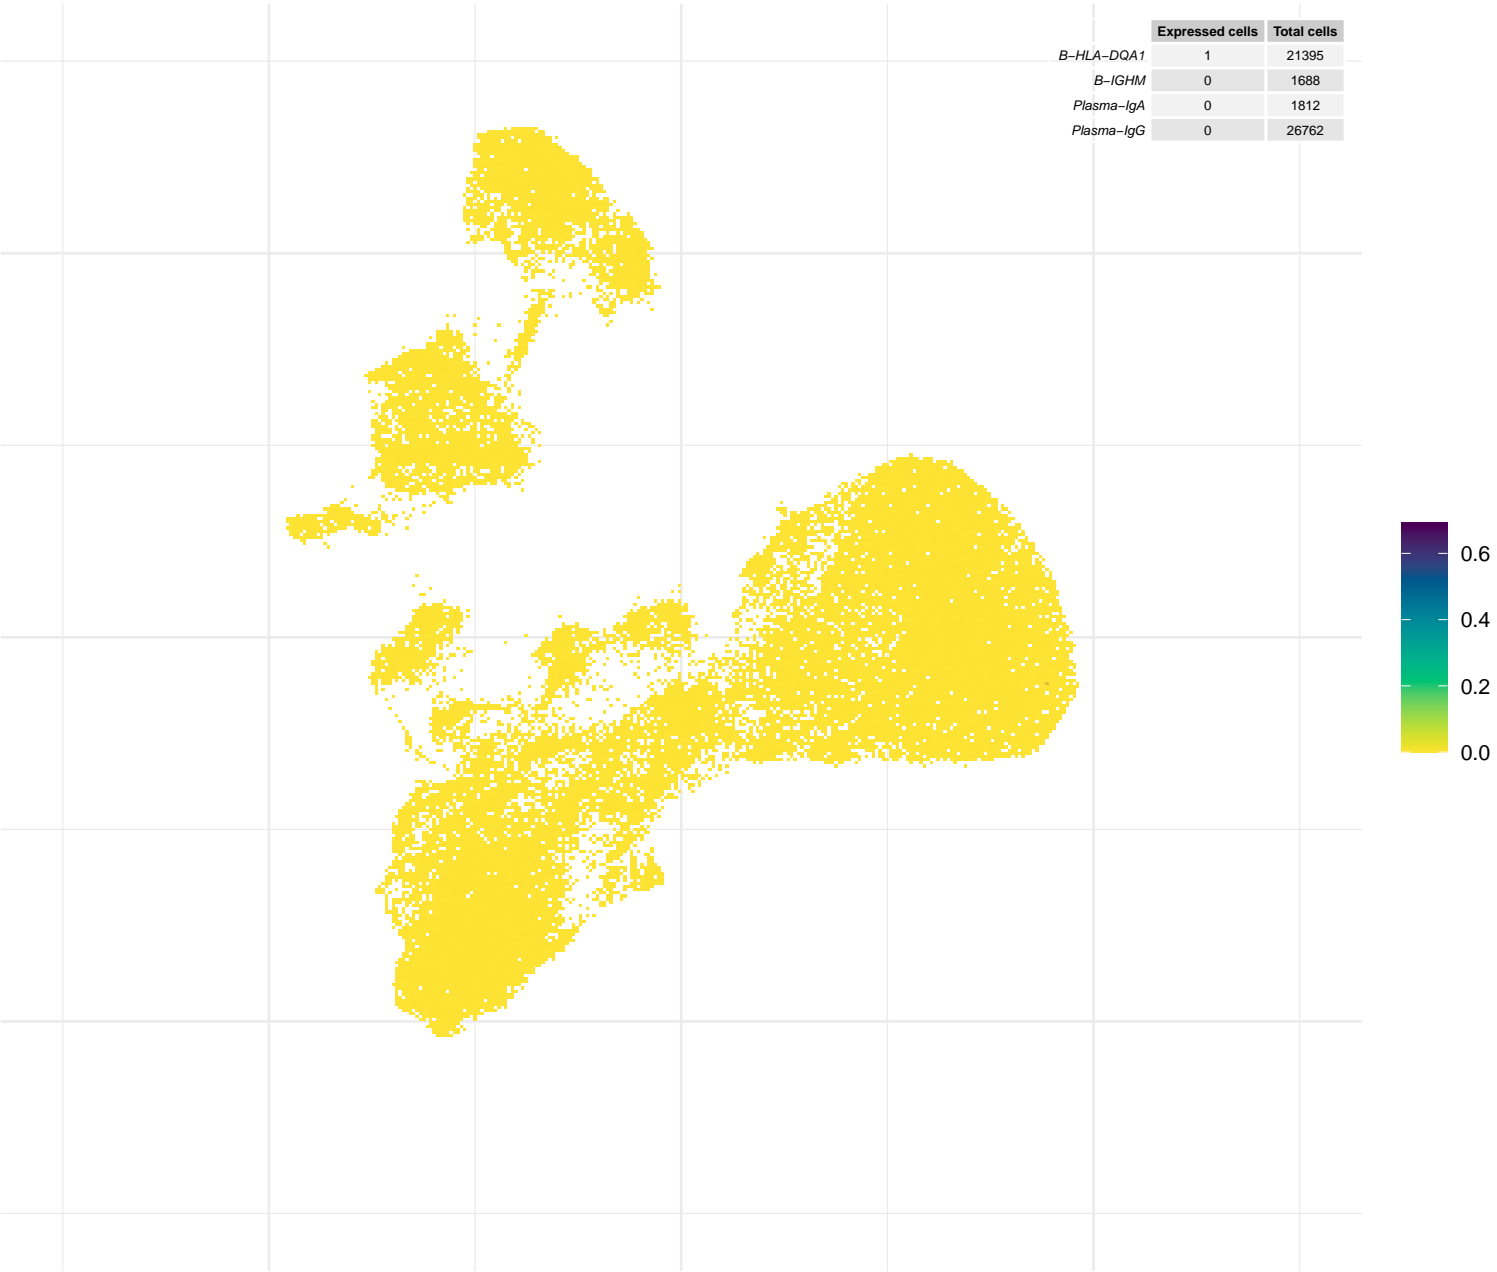 Expressed cells Total cells
B-HLA-DQA1 1 21395
B-IGHM 0 1688
Plasma-IgA 0 1812
Plasma-IgG 0 26762
0.6
0.4
0.2
0.0